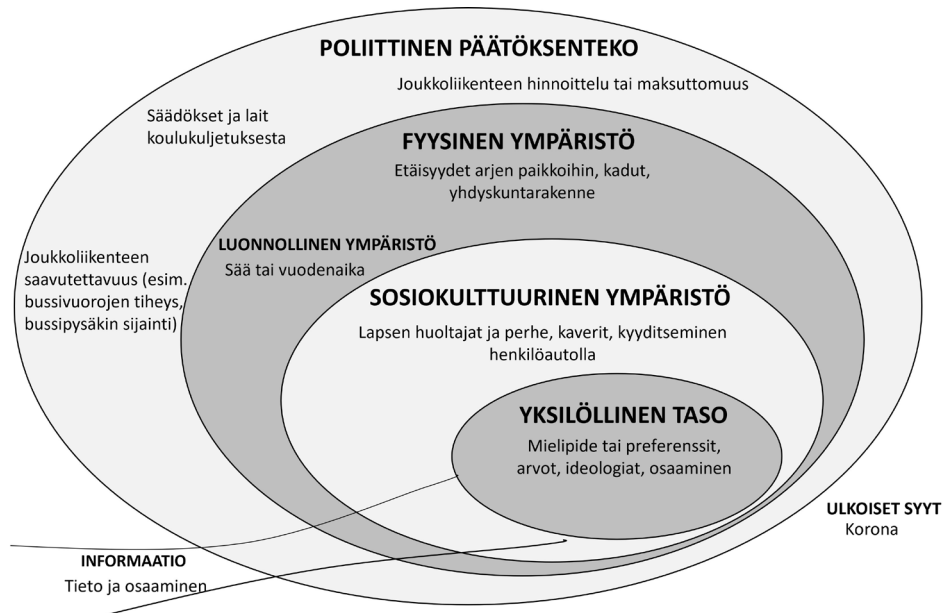 POLIITTINEN PÄÄTÖKSENTEKO
Joukkoliikenteen hinnoittelu tai maksuttomuus
Säädökset ja lait
koulukuljetuksesta
FYYSINEN YMPÄRISTÖ
Etäisyydet arjen paikkoihin, kadut,
yhdyskuntarakenne
LUONNOLLINEN YMPÄRISTÖ
Sää tai vuodenaika
Joukkoliikenteen
saavutettavuus (esim.
bussivuorojen tiheys,
bussipysäkin sijainti)
SOSIOKULTTUURINEN YMPÄRISTÖ
Lapsen huoltajat ja perhe, kaverit, kyyditseminen
henkilöautolla
YKSILÖLLINEN TASO
Mielipide tai preferenssit,
arvot, ideologiat, osaaminen
ULKOISET SYYT
Korona
INFORMAATIO
Tieto ja osaaminen